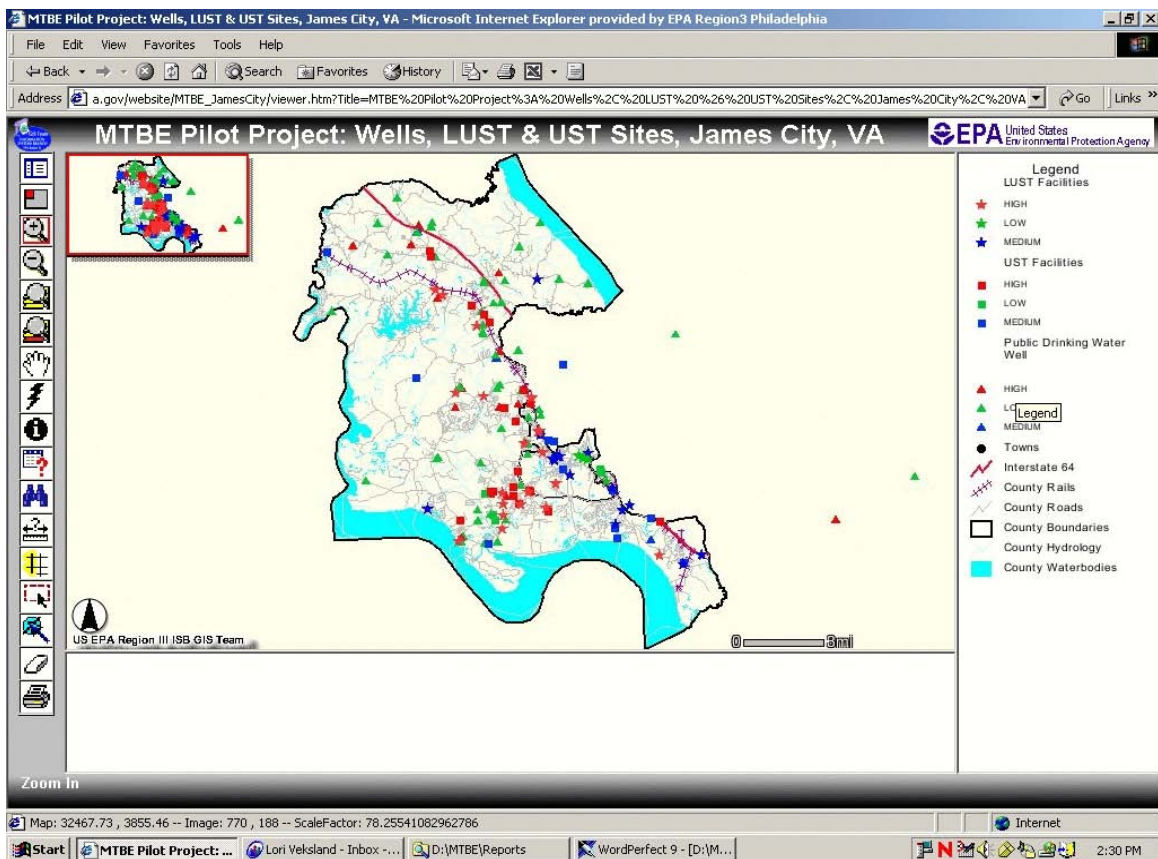 MTBE Pilot Project: Wells, LUST & UST Sites, James City, VA - Microsoft Internet Explorer provided by EPA Region3 Philadelphia
File Edit View Favorites Tools Help
Back Search Favorites History
Address a.gov/website/MTBE_JamesCity/viewer.htm?Title=MTBE%20Pilot%20Project%3A%20Wells%2C%20LUST%20%26%20UST%20Sites%2C%20James%20City%2C%20VA Go Links »
MTBE Pilot Project: Wells, LUST & UST Sites, James City, VA
EPA United States
Environmental Protection Agency
Legend
LUST Facilities
HIGH
LOW
MEDIUM
UST Facilities
HIGH
LOW
MEDIUM
Public Drinking Water
Well
HIGH
LO
Legend
MEDIUM
Towns
Interstate 64
County Rails
County Roads
County Boundaries
County Hydrology
County Waterbodies
US EPA Region III ISB GIS Team
0 3mi
Zoom In
Map: 32467.73 , 3855.46 -- Image: 770 , 188 -- ScaleFactor: 78.25541082962786
Internet
Start MTBE Pilot Project: ... Lori Veksland - Inbox -... D:\MTBE\Reports WordPerfect 9 - [D:\M... 2:30 PM